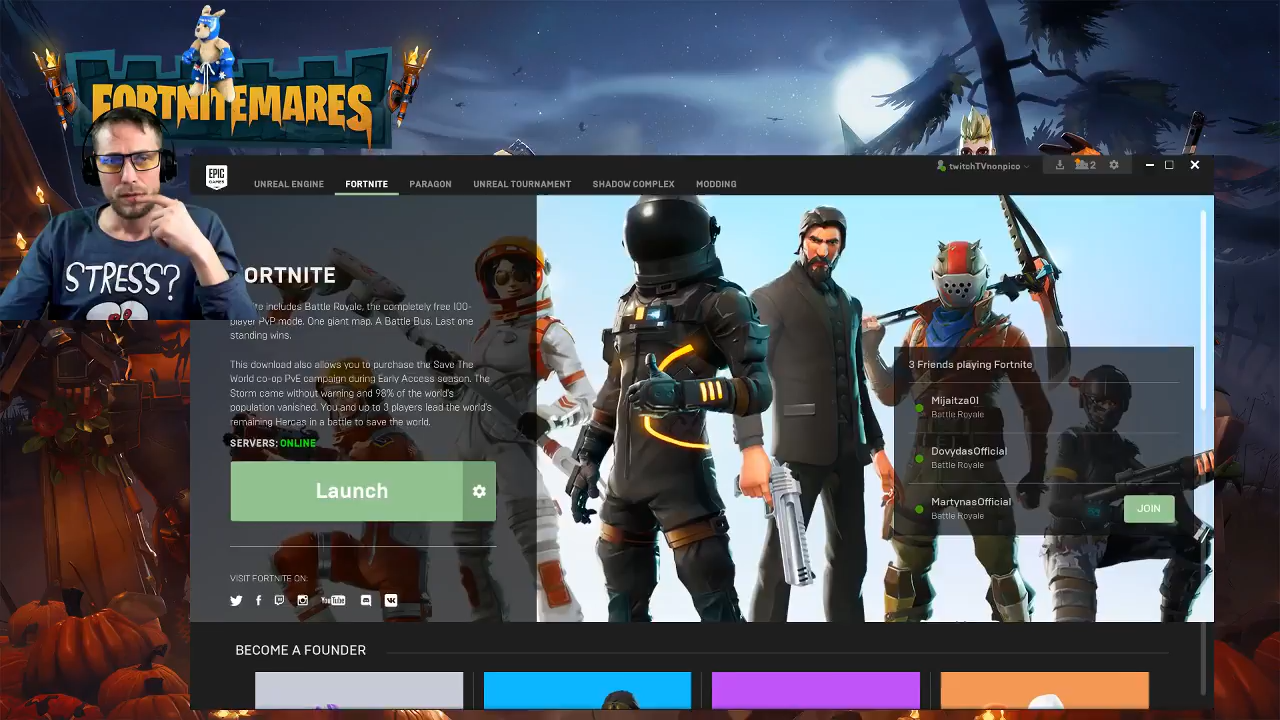 FORTNITEMARES
EPIC
GAMES
UNREAL ENGINE
FORTNITE
PARAGON
UNREAL TOURNAMENT
SHADOW COMPLEX
MODDING
twitchTVnonpico
2
STRESS?
ORTNITE
te includes Battle Royale, the completely free 100-
player PvP mode. One giant map. A Battle Bus. Last one
standing wins.
This download also allows you to purchase the Save The
World co-op PvE campaign during Early Access season. The
Storm came without warning and 98% of the world's
population vanished. You and up to 3 players lead the world's
remaining Heroes in a battle to save the world.
SERVERS: ONLINE
Launch
VISIT FORTNITE ON:
YouTube
3 Friends playing Fortnite
Mijaitza01
Battle Royale
DovydasOfficial
Battle Royale
MartynasOfficial
Battle Royale
JOIN
BECOME A FOUNDER